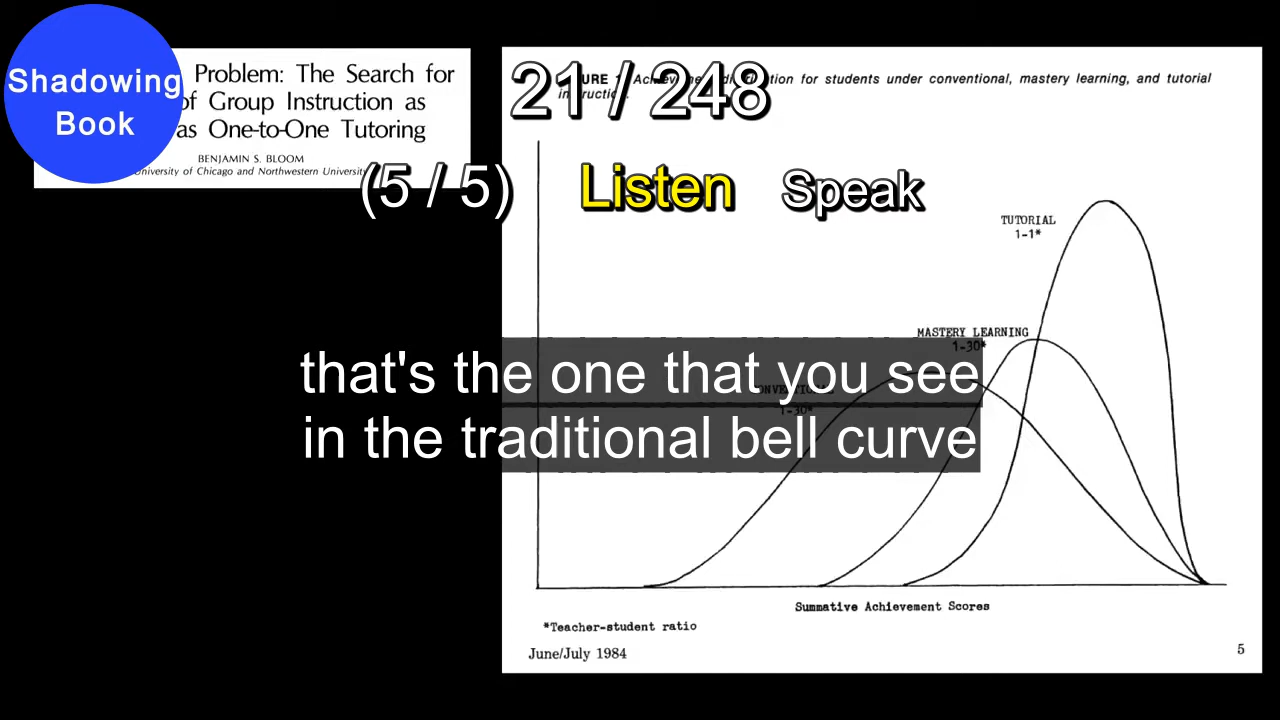 Shadowing
Book
Problem: The Search for
of Group Instruction as
as One-to-One Tutoring
BENJAMIN S. BLOOM
University of Chicago and Northwestern University
21 / 248
(5 / 5) Listen Speak
distribution for students under conventional, mastery learning, and tutorial
TUTORIAL
1-1*
MASTERY LEARNING
1-30*
that's the one that you see
in the traditional bell curve
1-30*
Summative Achievement Scores
*Teacher-student ratio
June/July 1984
5